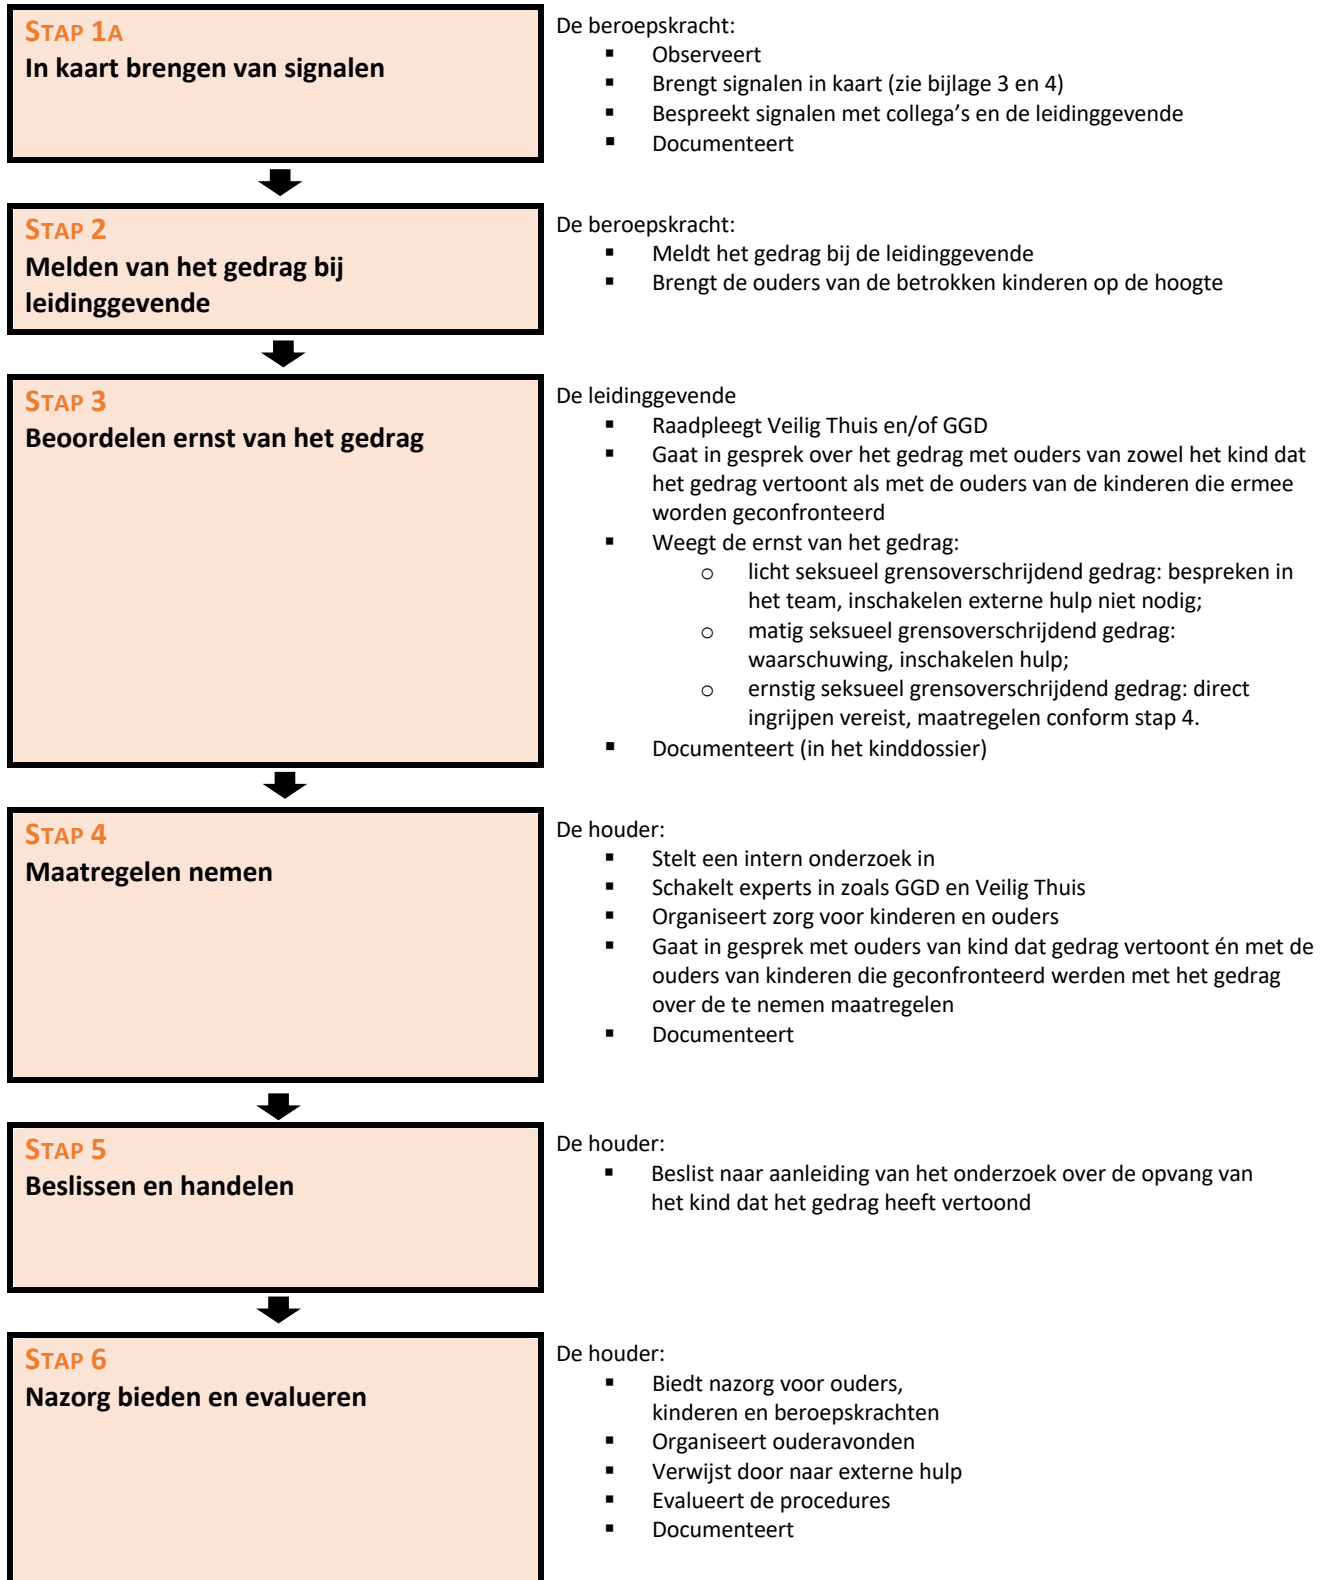 STAP 1A
In kaart brengen van signalen
De beroepskracht:
▪ Observeert
▪ Brengt signalen in kaart (zie bijlage 3 en 4)
▪ Bespreekt signalen met collega’s en de leidinggevende
▪ Documenteert
STAP 2
Melden van het gedrag bij
leidinggevende
De beroepskracht:
▪ Meldt het gedrag bij de leidinggevende
▪ Brengt de ouders van de betrokken kinderen op de hoogte
STAP 3
Beoordelen ernst van het gedrag
De leidinggevende
▪ Raadpleegt Veilig Thuis en/of GGD
▪ Gaat in gesprek over het gedrag met ouders van zowel het kind dat
het gedrag vertoont als met de ouders van de kinderen die ermee
worden geconfronteerd
▪ Weegt de ernst van het gedrag:
o licht seksueel grensoverschrijdend gedrag: bespreken in
het team, inschakelen externe hulp niet nodig;
o matig seksueel grensoverschrijdend gedrag:
waarschuwing, inschakelen hulp;
o ernstig seksueel grensoverschrijdend gedrag: direct
ingrijpen vereist, maatregelen conform stap 4.
▪ Documenteert (in het kinddossier)
STAP 4
Maatregelen nemen
De houder:
▪ Stelt een intern onderzoek in
▪ Schakelt experts in zoals GGD en Veilig Thuis
▪ Organiseert zorg voor kinderen en ouders
▪ Gaat in gesprek met ouders van kind dat gedrag vertoont én met de
ouders van kinderen die geconfronteerd werden met het gedrag
over de te nemen maatregelen
▪ Documenteert
STAP 5
Beslissen en handelen
De houder:
▪ Beslist naar aanleiding van het onderzoek over de opvang van
het kind dat het gedrag heeft vertoond
STAP 6
Nazorg bieden en evalueren
De houder:
▪ Biedt nazorg voor ouders,
kinderen en beroepskrachten
▪ Organiseert ouderavonden
▪ Verwijst door naar externe hulp
▪ Evalueert de procedures
▪ Documenteert